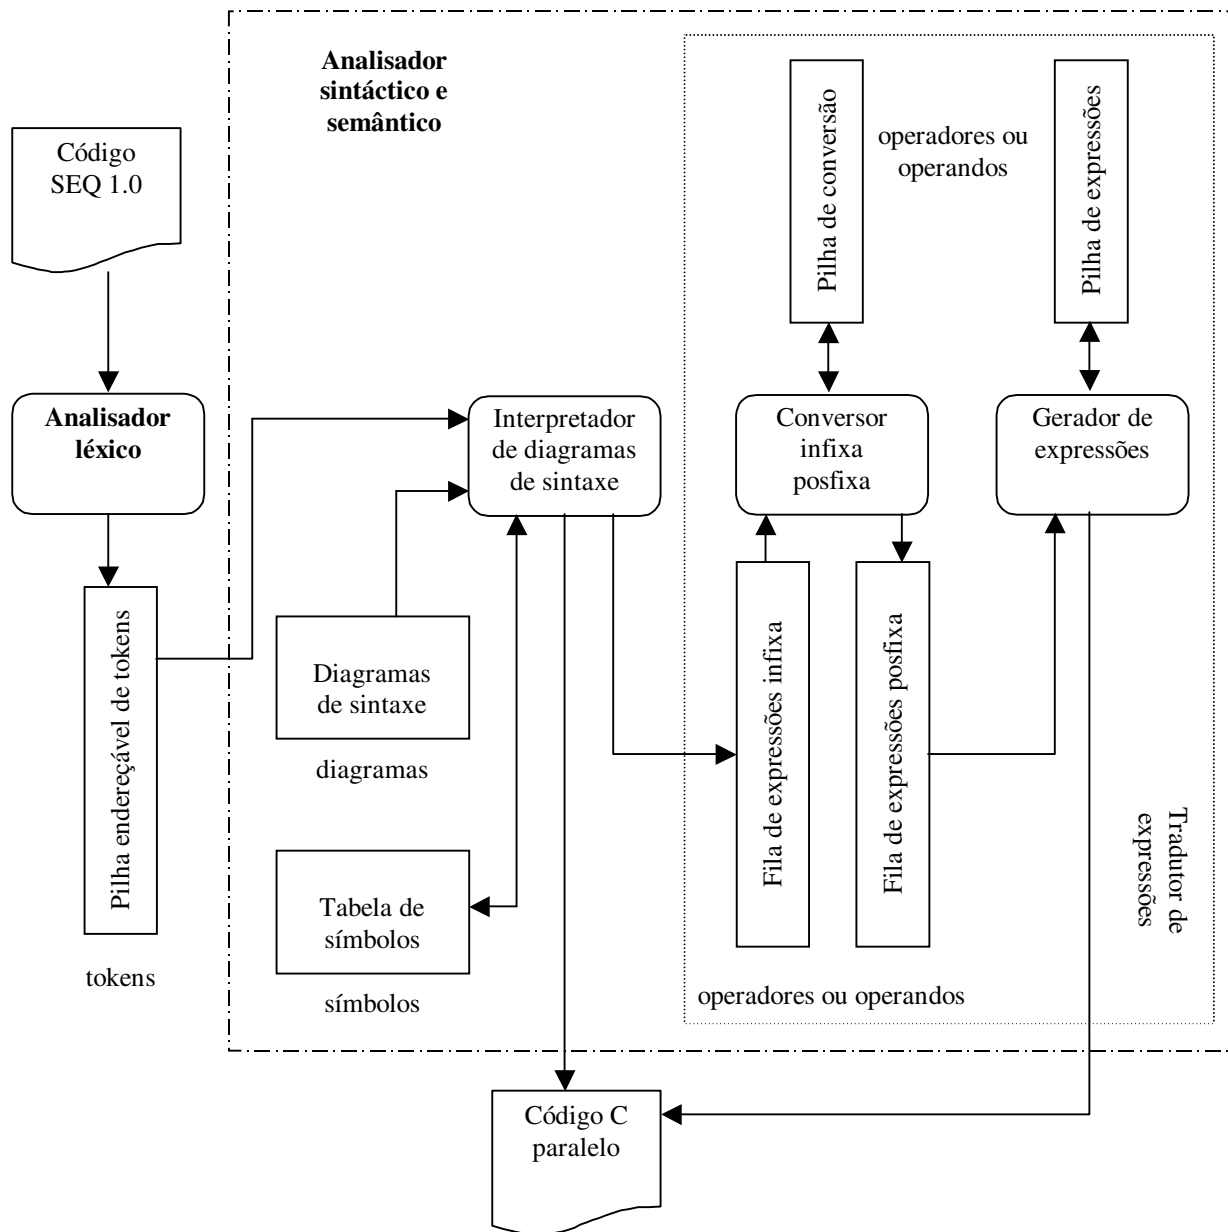 Analisador
sintáctico e
semântico
Código
SEQ 1.0
Pilha de conversão
operadores ou
operandos
Pilha de expressões
Analisador
léxico
Interpretador
de diagramas
de sintaxe
Conversor
infixa
posfixa
Gerador de
expressões
Pilha endereçável de tokens
tokens
Diagramas
de sintaxe
diagramas
Tabela de
símbolos
símbolos
Fila de expressões infixa
Fila de expressões posfixa
operadores ou operandos
Tradutor de
expressões
Código C
paralelo